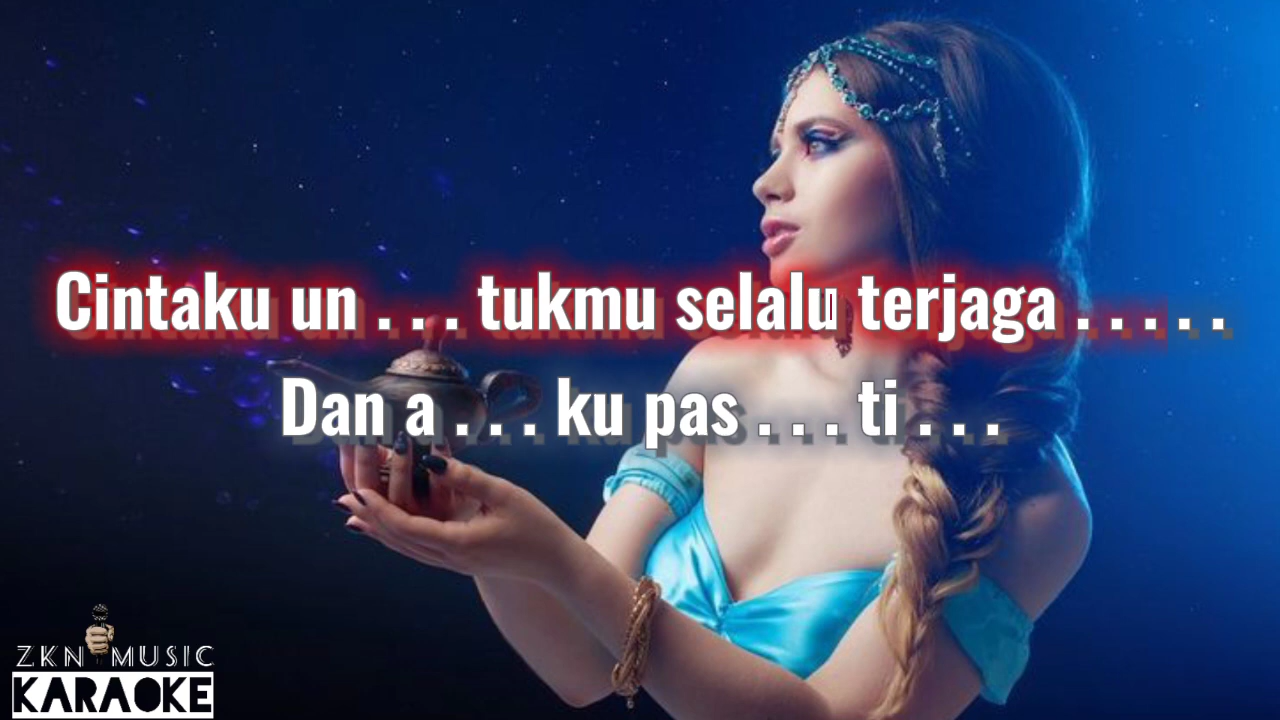 Cintaku un . . . tukmu selalu terjaga . . . . .
Dan a . . . ku pas . . . ti . . .
ZKN MUSIC
KARAOKE